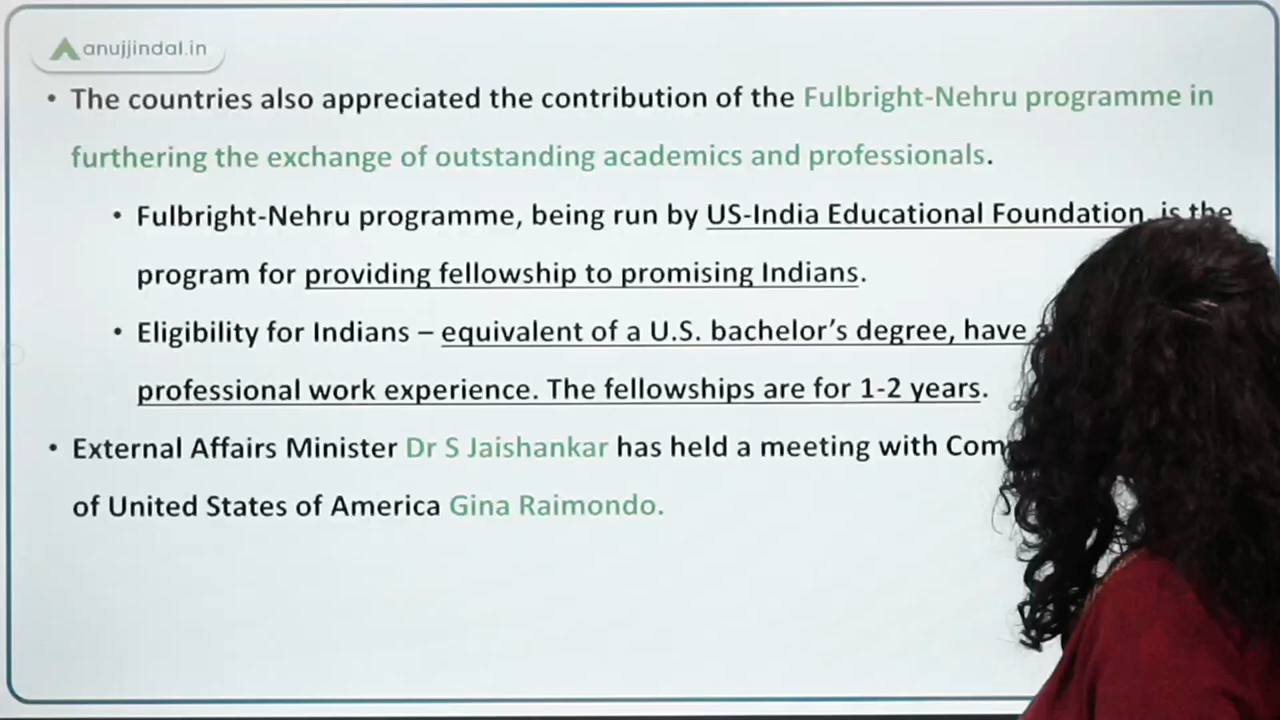 anujjindal.in
• The countries also appreciated the contribution of the Fulbright-Nehru programme in
furthering the exchange of outstanding academics and professionals.
• Fulbright-Nehru programme, being run by US-India Educational Foundation, is the
program for providing fellowship to promising Indians.
• Eligibility for Indians – equivalent of a U.S. bachelor's degree, have
professional work experience. The fellowships are for 1-2 years.
• External Affairs Minister Dr S Jaishankar has held a meeting with
of United States of America Gina Raimondo.